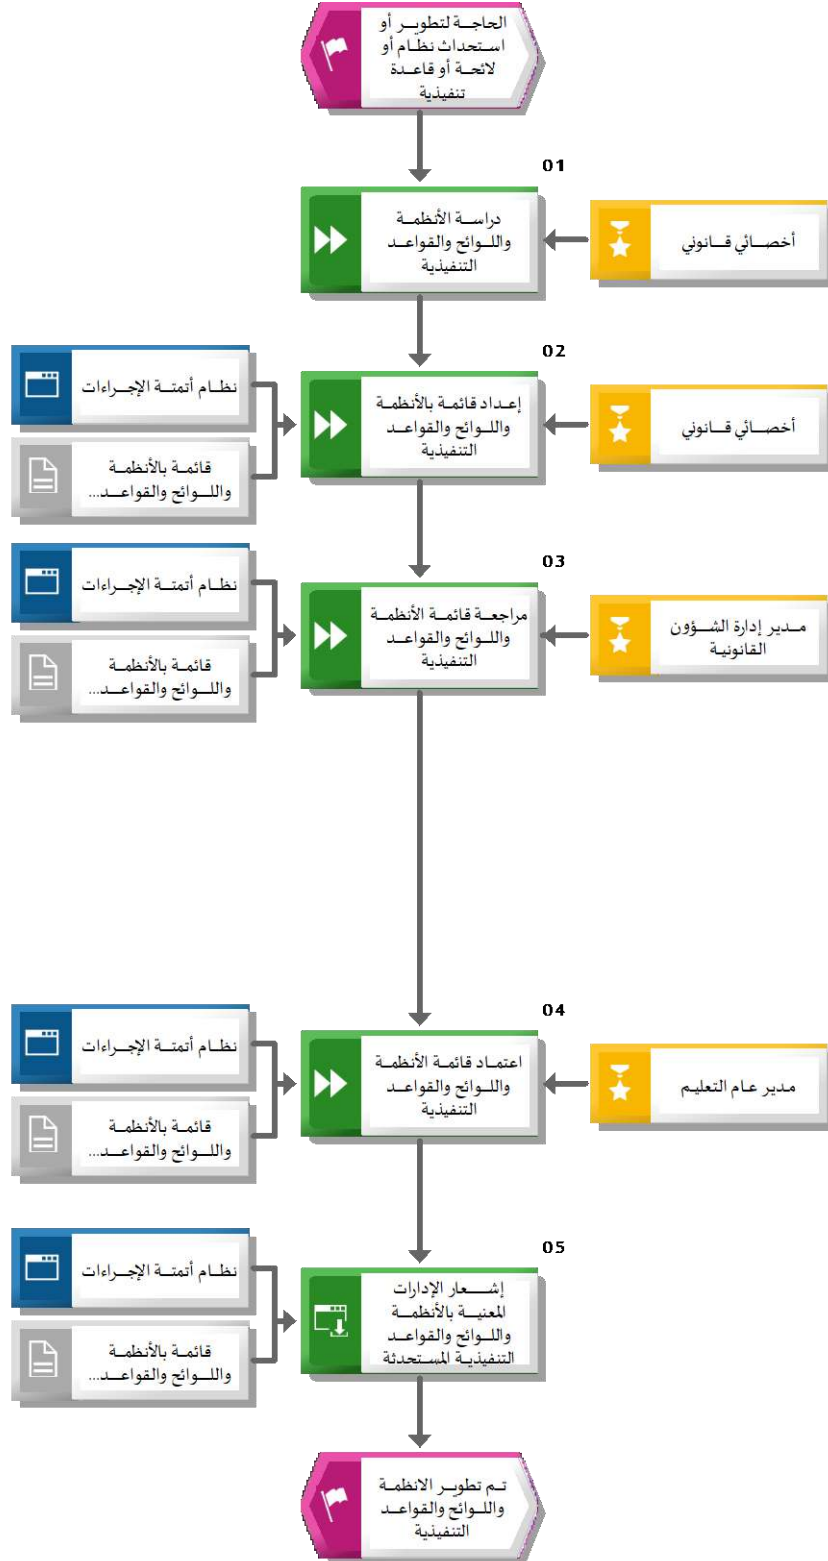 الحاجة لتطوير أو
استحداث نظام أو
لائحة أو قاعدة
تنفيذية
01
دراسة الأنظمة
واللوائح والقواعد
التنفيذية
أخصائي قانوني
02
إعداد قائمة بالأنظمة
واللوائح والقواعد
التنفيذية
أخصائي قانوني
نظام أتمتة الإجراءات
قائمة بالأنظمة
واللوائح والقواعد...
03
مراجعة قائمة الأنظمة
واللوائح والقواعد
التنفيذية
مدير إدارة الشؤون
القانونية
نظام أتمتة الإجراءات
قائمة بالأنظمة
واللوائح والقواعد...
04
اعتماد قائمة الأنظمة
واللوائح والقواعد
التنفيذية
مدير عام التعليم
نظام أتمتة الإجراءات
قائمة بالأنظمة
واللوائح والقواعد...
05
إشعار الإدارات
المعنية بالأنظمة
واللوائح والقواعد
التنفيذية المستحدثة
نظام أتمتة الإجراءات
قائمة بالأنظمة
واللوائح والقواعد...
تم تطوير الانظمة
واللوائح والقواعد
التنفيذية